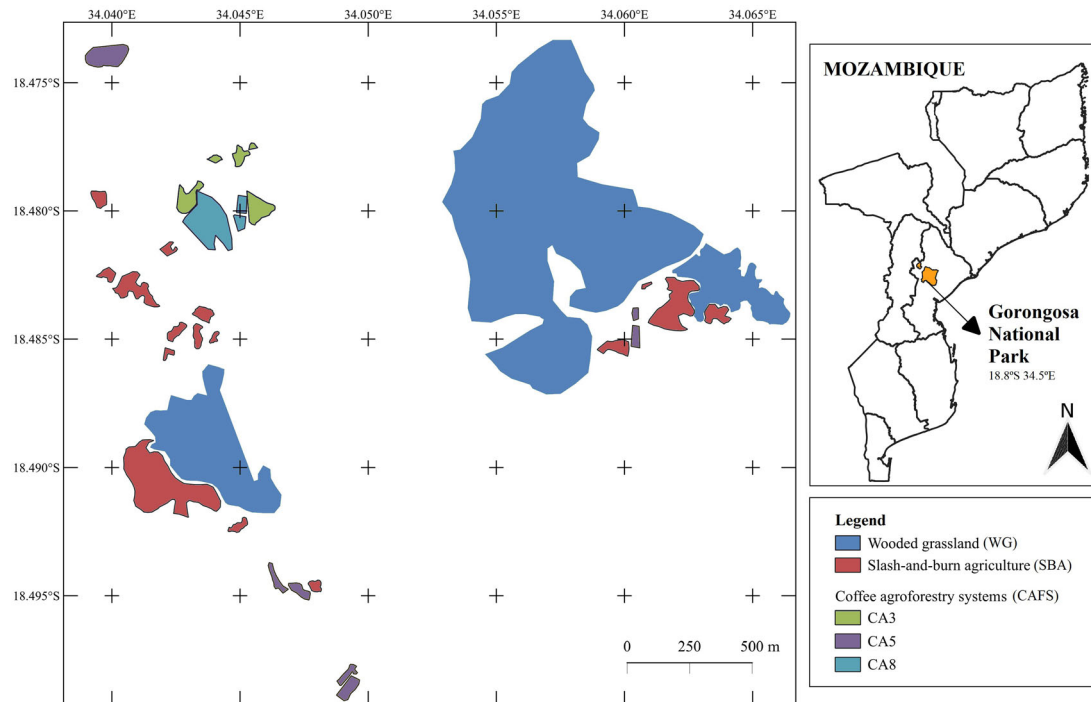 34.040°E
34.045°E
34.050°E
34.055°E
34.060°E
34.065°E
18.475°S
18.480°S
18.485°S
18.490°S
18.495°S
0 250 500 m
MOZAMBIQUE
Gorongosa
National
Park
18.8°S 34.5°E
N
Legend
Wooded grassland (WG)
Slash-and-burn agriculture (SBA)
Coffee agroforestry systems (CAFS)
CA3
CA5
CA8